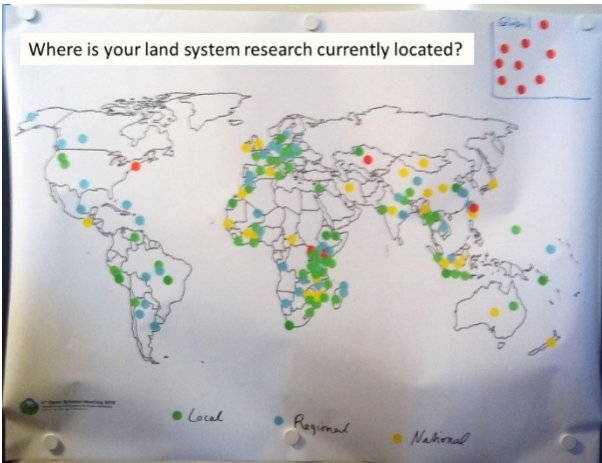 Where is your land system research currently located?
Global
Local
Regional
National